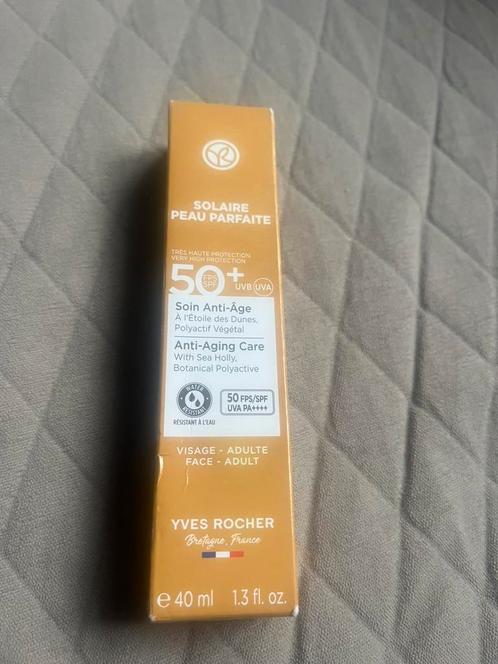 YR
SOLAIRE
PEAU PARFAITE
TRÈS HAUTE PROTECTION
VERY HIGH PROTECTION
50+
FPS
SPF
UVB UVA
Soin Anti-Âge
À l'Étoile des Dunes,
Polyactif Végétal
Anti-Aging Care
With Sea Holly,
Botanical Polyactive
WATER
RESISTANT
RÉSISTANT À L'EAU
50 FPS/SPF
UVA PA++++
VISAGE - ADULTE
FACE - ADULT
YVES ROCHER
Bretagne, France
e 40 ml 1.3 fl. oz.